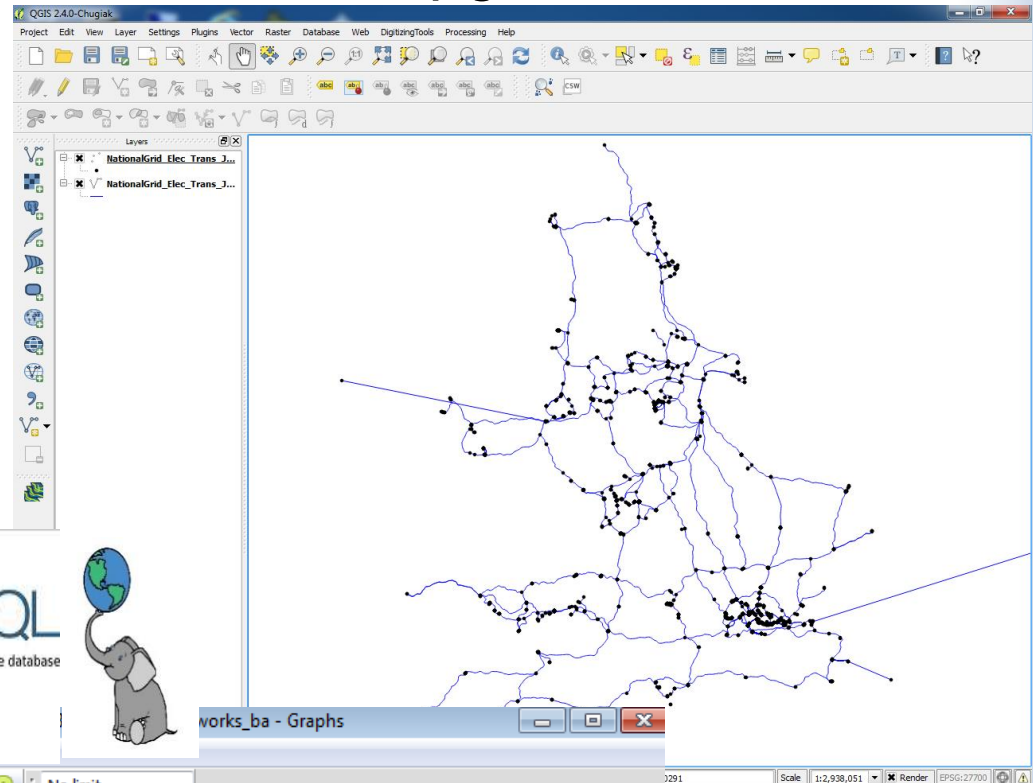 QGIS 2.4.0-Chugiak
Project Edit View Layer Settings Plugins Vector Raster Database Web DigitizingTools Processing Help
CSW
Layers
NationalGrid_Elec_Trans_J...
NationalGrid_Elec_Trans_J...
QL
e database
works_ba - Graphs
No limit
0291
Scale 1:2,938,051 Render EPSG:27700